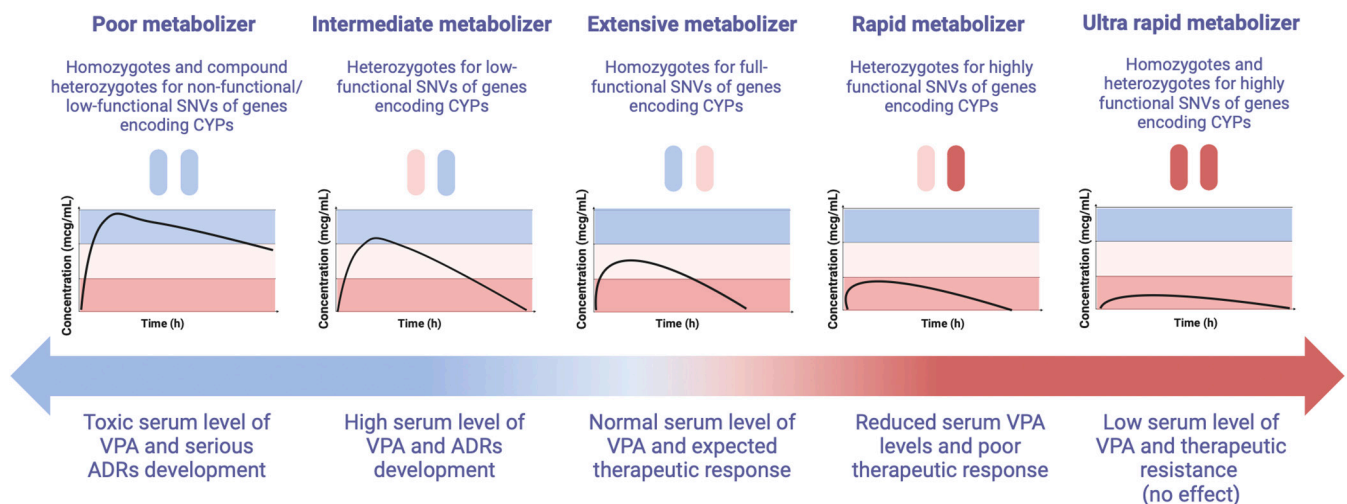 Poor metabolizer
Homozygotes and compound
heterozygotes for non-functional/
low-functional SNVs of genes
encoding CYPs
Concentration (mcg/mL)
Time (h)
Toxic serum level of
VPA and serious
ADRs development
Intermediate metabolizer
Heterozygotes for low-
functional SNVs of genes
encoding CYPs
Concentration (mcg/mL)
Time (h)
High serum level of
VPA and ADRs
development
Extensive metabolizer
Homozygotes for full-
functional SNVs of genes
encoding CYPs
Concentration (mcg/mL)
Time (h)
Normal serum level of
VPA and expected
therapeutic response
Rapid metabolizer
Heterozygotes for highly
functional SNVs of genes
encoding CYPs
Concentration (mcg/mL)
Time (h)
Reduced serum VPA
levels and poor
therapeutic response
Ultra rapid metabolizer
Homozygotes and
heterozygotes for highly
functional SNVs of genes
encoding CYPs
Concentration (mcg/mL)
Time (h)
Low serum level of
VPA and therapeutic
resistance
(no effect)